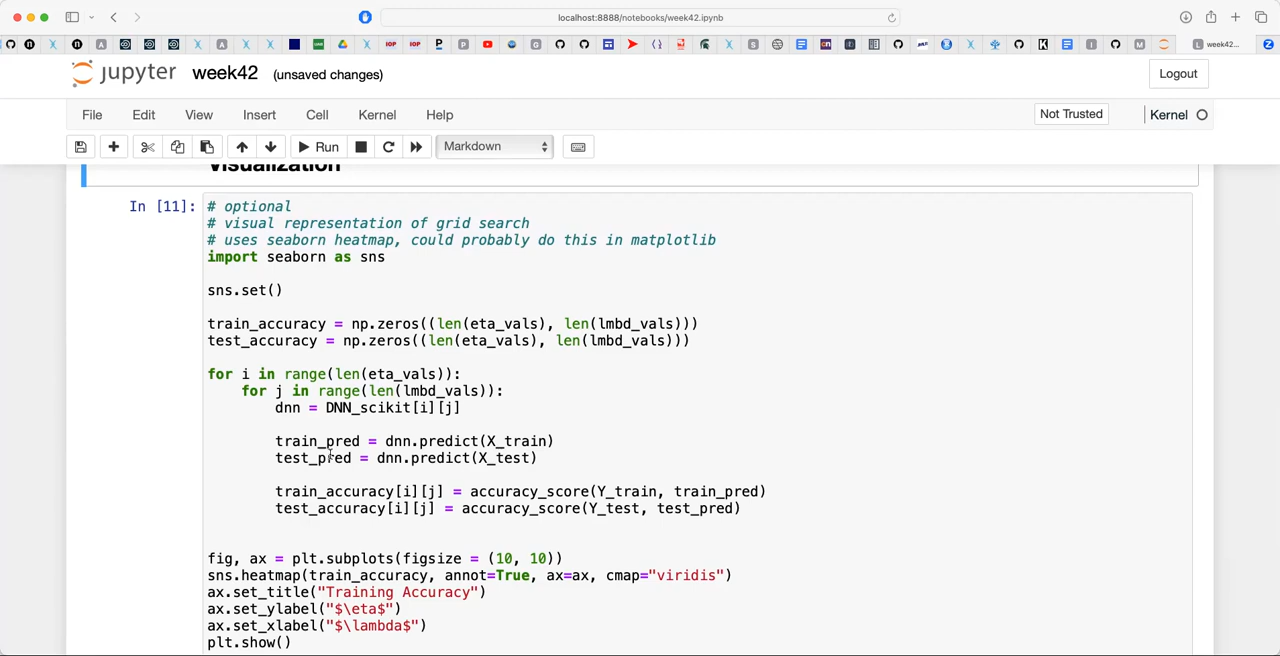 localhost:8888/notebooks/week42.ipynb
week42...
jupyter week42 (unsaved changes)
Logout
File Edit View Insert Cell Kernel Help
Not Trusted
Kernel
Run
Markdown
Visualization
In [11]:
# optional
# visual representation of grid search
# uses seaborn heatmap, could probably do this in matplotlib
import seaborn as sns
sns.set()
train_accuracy = np.zeros((len(eta_vals), len(lmbd_vals)))
test_accuracy = np.zeros((len(eta_vals), len(lmbd_vals)))
for i in range(len(eta_vals)):
    for j in range(len(lmbd_vals)):
        dnn = DNN_scikit[i][j]
        train_pred = dnn.predict(X_train)
        test_pred = dnn.predict(X_test)
        train_accuracy[i][j] = accuracy_score(Y_train, train_pred)
        test_accuracy[i][j] = accuracy_score(Y_test, test_pred)
fig, ax = plt.subplots(figsize = (10, 10))
sns.heatmap(train_accuracy, annot=True, ax=ax, cmap="viridis")
ax.set_title("Training Accuracy")
ax.set_ylabel("$\eta$")
ax.set_xlabel("$\lambda$")
plt.show()